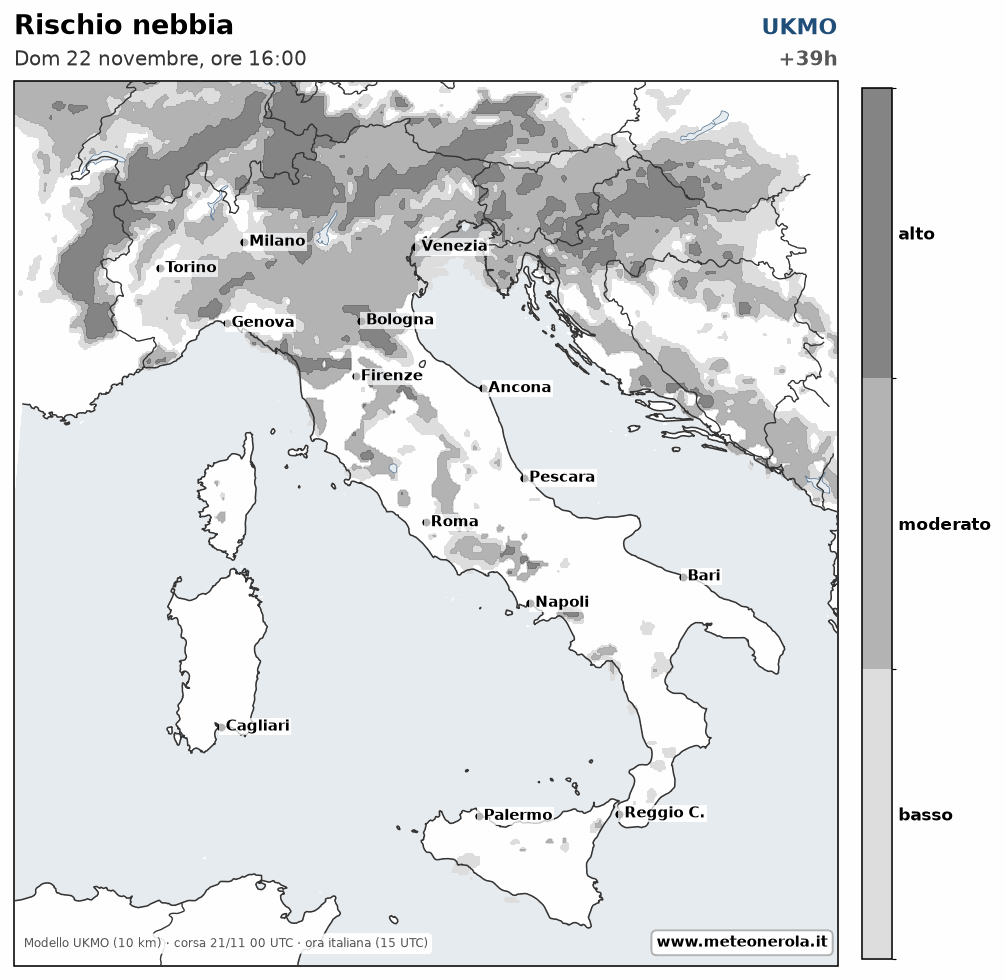 Rischio nebbia
UKMO
Dom 22 novembre, ore 16:00
+39h
alto
Milano
Venezia
Torino
Bologna
Genova
Firenze
Ancona
Pescara
Roma
moderato
Bari
Napoli
Cagliari
Palermo
Reggio C.
basso
Modello UKMO (10 km) · corsa 21/11 00 UTC · ora italiana (15 UTC)
www.meteonerola.it